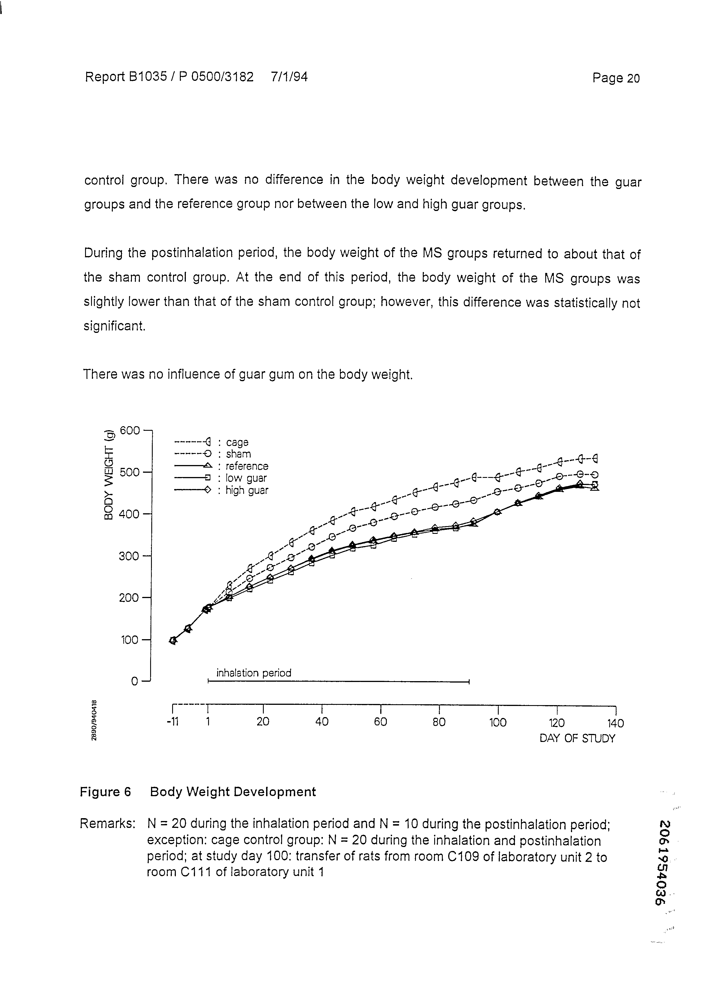 Report B1035 / P 0500/3182 7/1/94 Page 20
control group. There was no difference in the body weight development between the guar
groups and the reference group nor between the low and high guar groups.
During the postinhalation period, the body weight of the MS groups returned to about that of
the sham control group. At the end of this period, the body weight of the MS groups was
slightly lower than that of the sham control group; however, this difference was statistically not
significant.
There was no influence of guar gum on the body weight.
BODY WEIGHT (g)
600
500
400
300
200
100
0
: cage
: sham
: reference
: low guar
: high guar
inhalation period
-11 1 20 40 60 80 100 120 140
DAY OF STUDY
2890/940418
Figure 6 Body Weight Development
Remarks: N = 20 during the inhalation period and N = 10 during the postinhalation period;
exception: cage control group: N = 20 during the inhalation and postinhalation
period; at study day 100: transfer of rats from room C109 of laboratory unit 2 to
room C111 of laboratory unit 1
2061954036